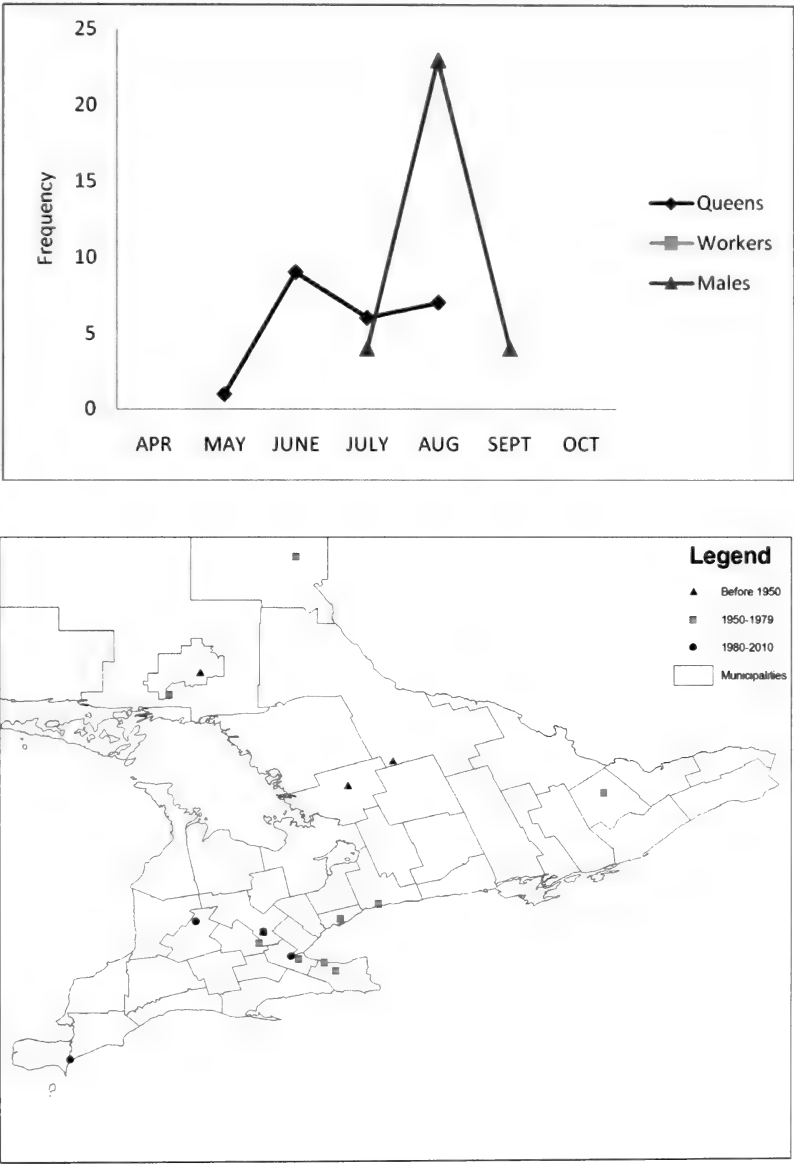 25
20
15
10
5
0
Frequency
APR MAY JUNE JULY AUG SEPT OCT
Queens
Workers
Males
Legend
Before 1950
1950-1979
1980-2010
Municipalities